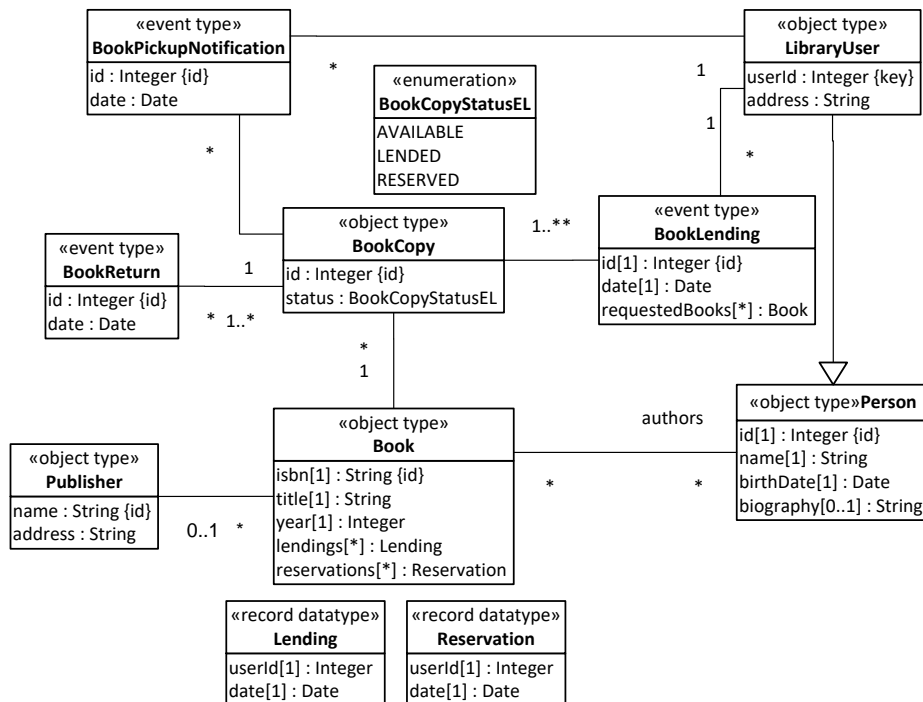 «event type»
BookPickupNotification
id : Integer {id}
date : Date
*
1
«object type»
LibraryUser
userId : Integer {key}
address : String
«enumeration»
BookCopyStatusEL
AVAILABLE
LENDED
RESERVED
*
1
*
«event type»
BookReturn
id : Integer {id}
date : Date
1
* 1..*
«object type»
BookCopy
id : Integer {id}
status : BookCopyStatusEL
1..**
«event type»
BookLending
id[1] : Integer {id}
date[1] : Date
requestedBooks[*] : Book
*
1
«object type»
Publisher
name : String {id}
address : String
0..1 *
«object type»
Book
isbn[1] : String {id}
title[1] : String
year[1] : Integer
lendings[*] : Lending
reservations[*] : Reservation
authors
* *
«object type»Person
id[1] : Integer {id}
name[1] : String
birthDate[1] : Date
biography[0..1] : String
«record datatype»
Lending
userId[1] : Integer
date[1] : Date
«record datatype»
Reservation
userId[1] : Integer
date[1] : Date